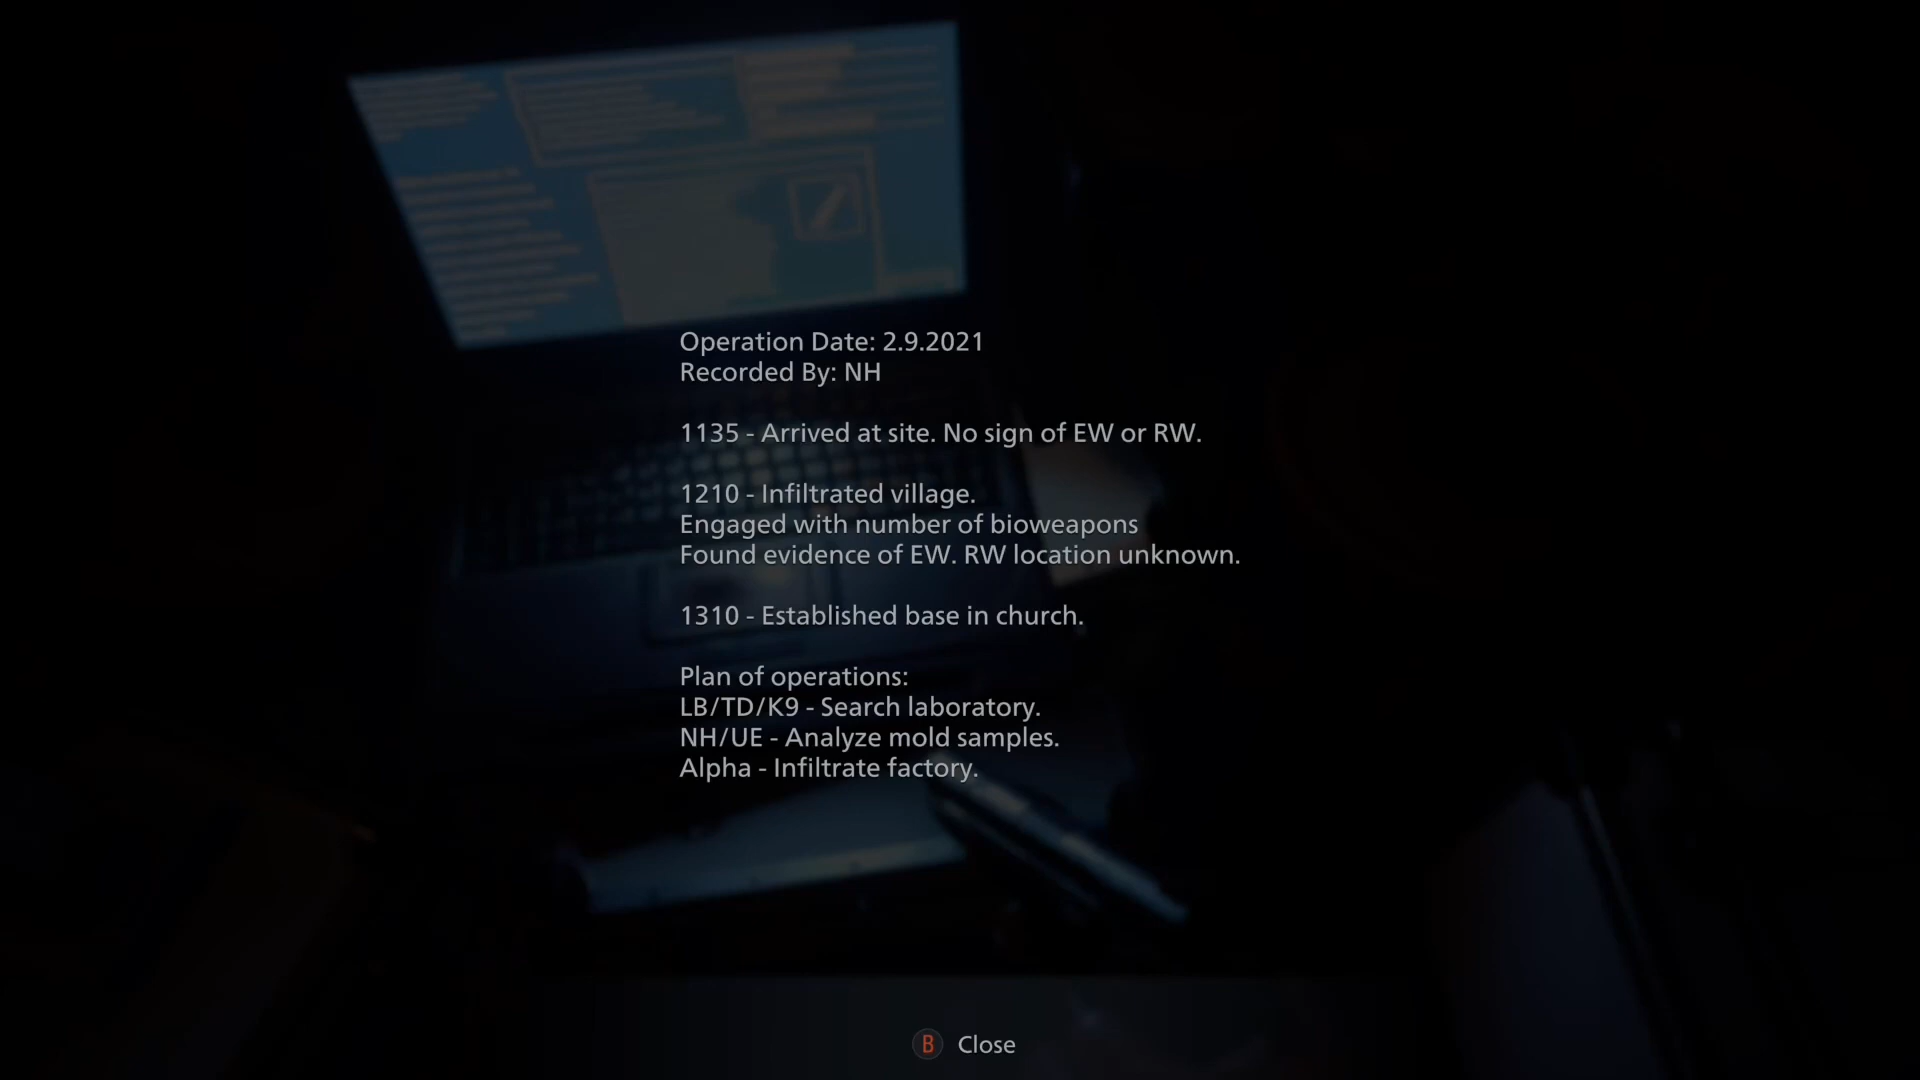 Operation Date: 2.9.2021
Recorded By: NH
1135 - Arrived at site. No sign of EW or RW.
1210 - Infiltrated village.
Engaged with number of bioweapons
Found evidence of EW. RW location unknown.
1310 - Established base in church.
Plan of operations:
LB/TD/K9 - Search laboratory.
NH/UE - Analyze mold samples.
Alpha - Infiltrate factory.
B Close